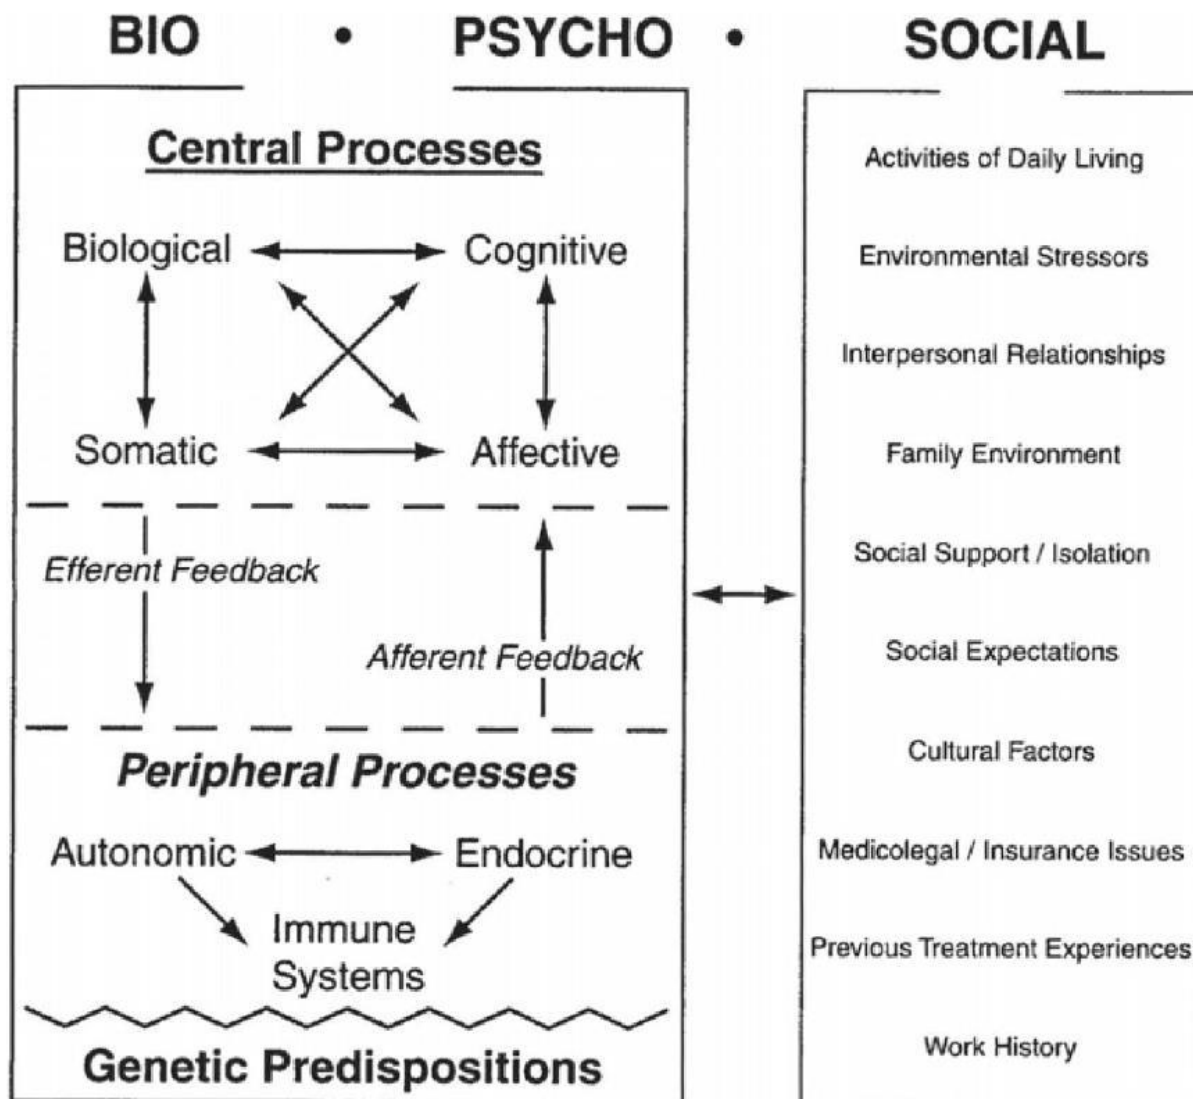 BIO • PSYCHO • SOCIAL
Central Processes
Biological Cognitive
Somatic Affective
Efferent Feedback
Afferent Feedback
Peripheral Processes
Autonomic Endocrine
Immune
Systems
Genetic Predispositions
Activities of Daily Living
Environmental Stressors
Interpersonal Relationships
Family Environment
Social Support / Isolation
Social Expectations
Cultural Factors
Medicolegal / Insurance Issues
Previous Treatment Experiences
Work History